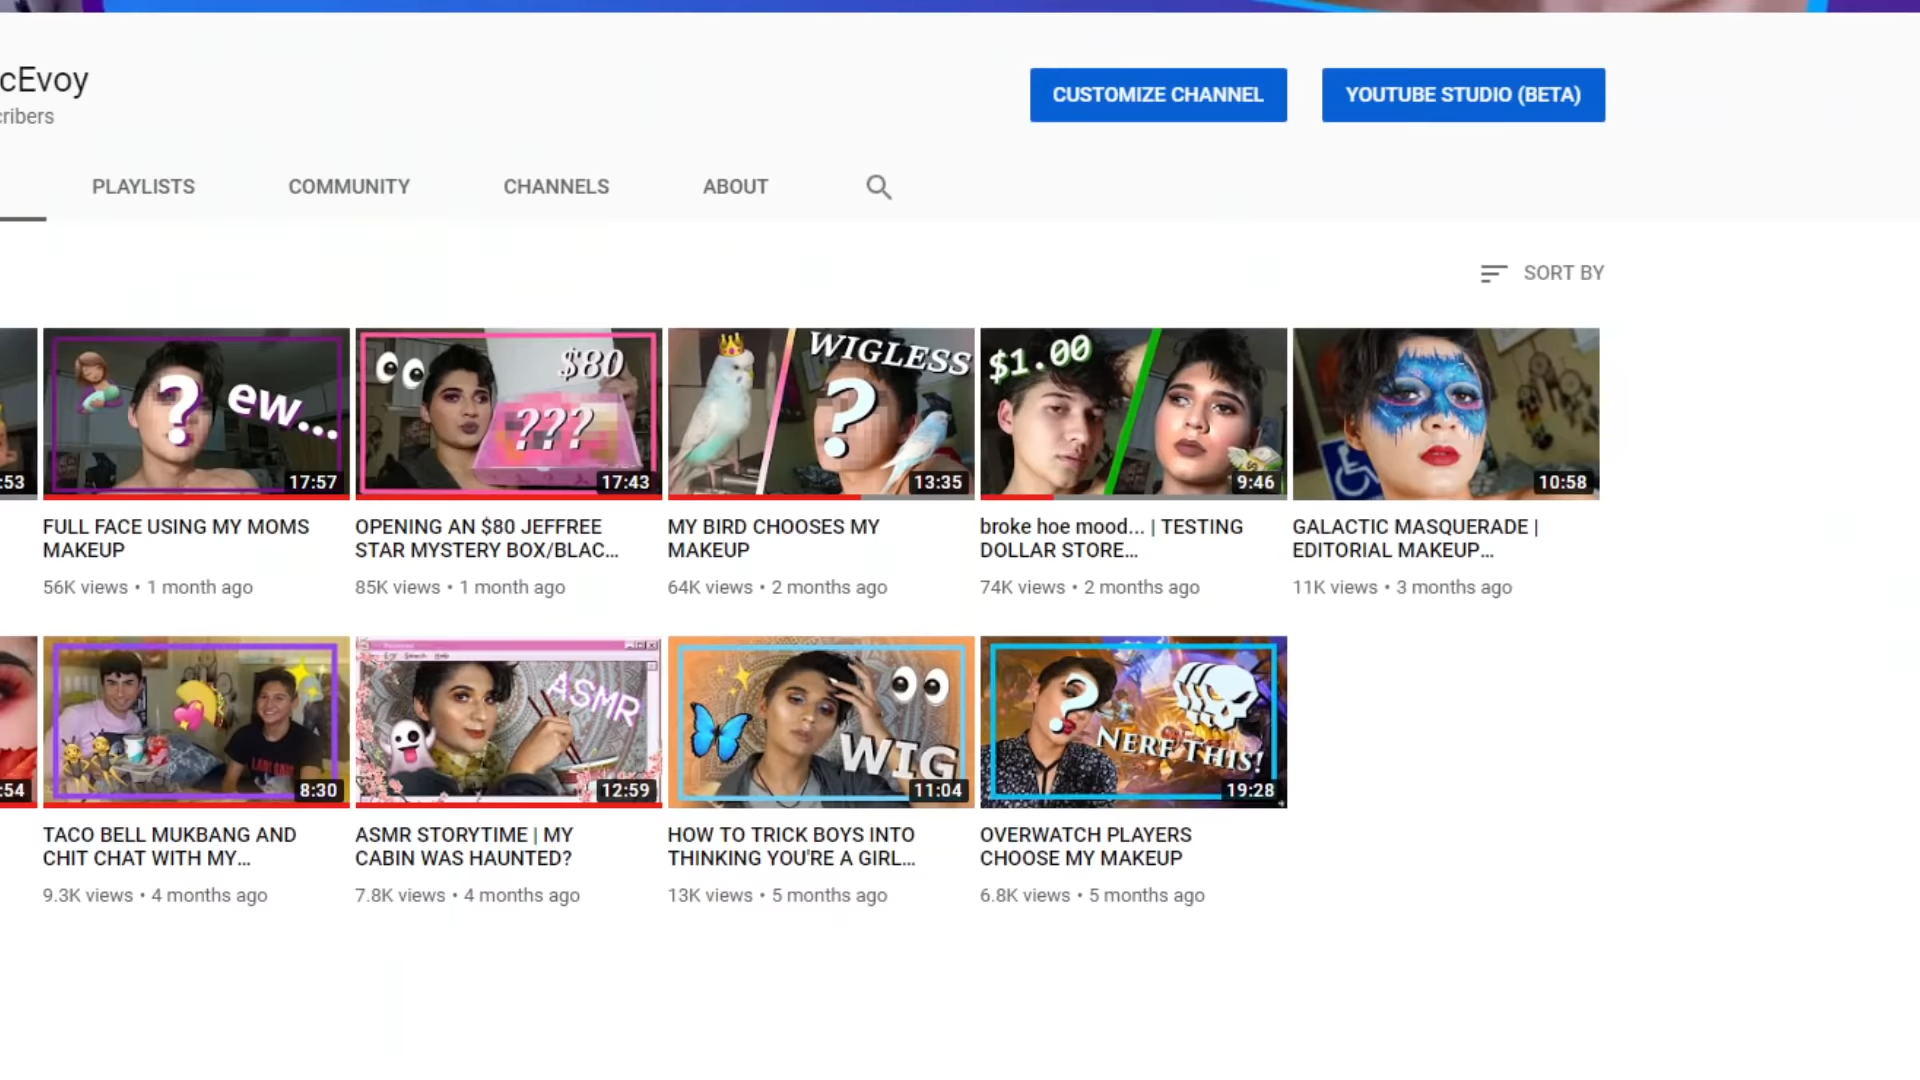 cEvoy
cribers
CUSTOMIZE CHANNEL
YOUTUBE STUDIO (BETA)
PLAYLISTS
COMMUNITY
CHANNELS
ABOUT
SORT BY
:53
ew...
17:57
$80
???
17:43
WIGLESS
?
13:35
$1.00
9:46
10:58
FULL FACE USING MY MOMS
MAKEUP
56K views • 1 month ago
OPENING AN $80 JEFFREE
STAR MYSTERY BOX/BLAC...
85K views • 1 month ago
MY BIRD CHOOSES MY
MAKEUP
64K views • 2 months ago
broke hoe mood... | TESTING
DOLLAR STORE...
74K views • 2 months ago
GALACTIC MASQUERADE |
EDITORIAL MAKEUP...
11K views • 3 months ago
:54
8:30
ASMR
12:59
WIG
11:04
?
NERF THIS!
19:28
TACO BELL MUKBANG AND
CHIT CHAT WITH MY...
9.3K views • 4 months ago
ASMR STORYTIME | MY
CABIN WAS HAUNTED?
7.8K views • 4 months ago
HOW TO TRICK BOYS INTO
THINKING YOU'RE A GIRL...
13K views • 5 months ago
OVERWATCH PLAYERS
CHOOSE MY MAKEUP
6.8K views • 5 months ago